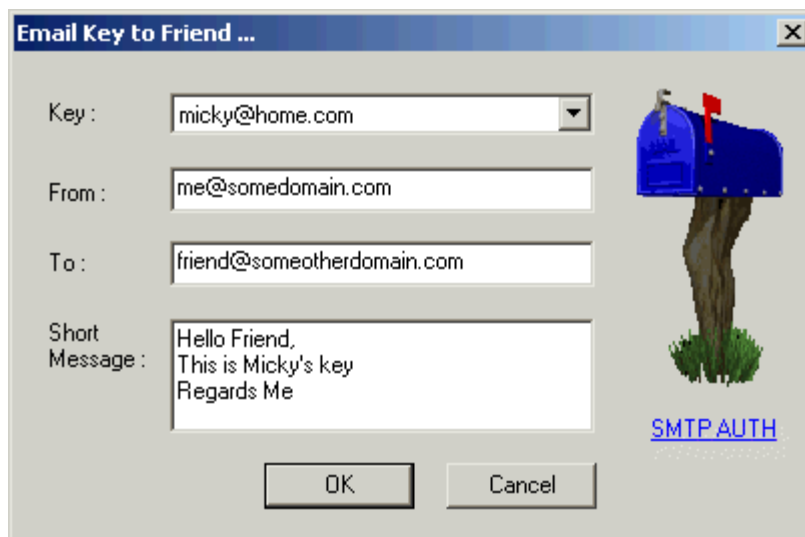 Email Key to Friend ...
Key :
micky@home.com
From :
me@somedomain.com
To :
friend@someotherdomain.com
Short
Message :
Hello Friend,
This is Micky's key
Regards Me
SMTP AUTH
OK
Cancel